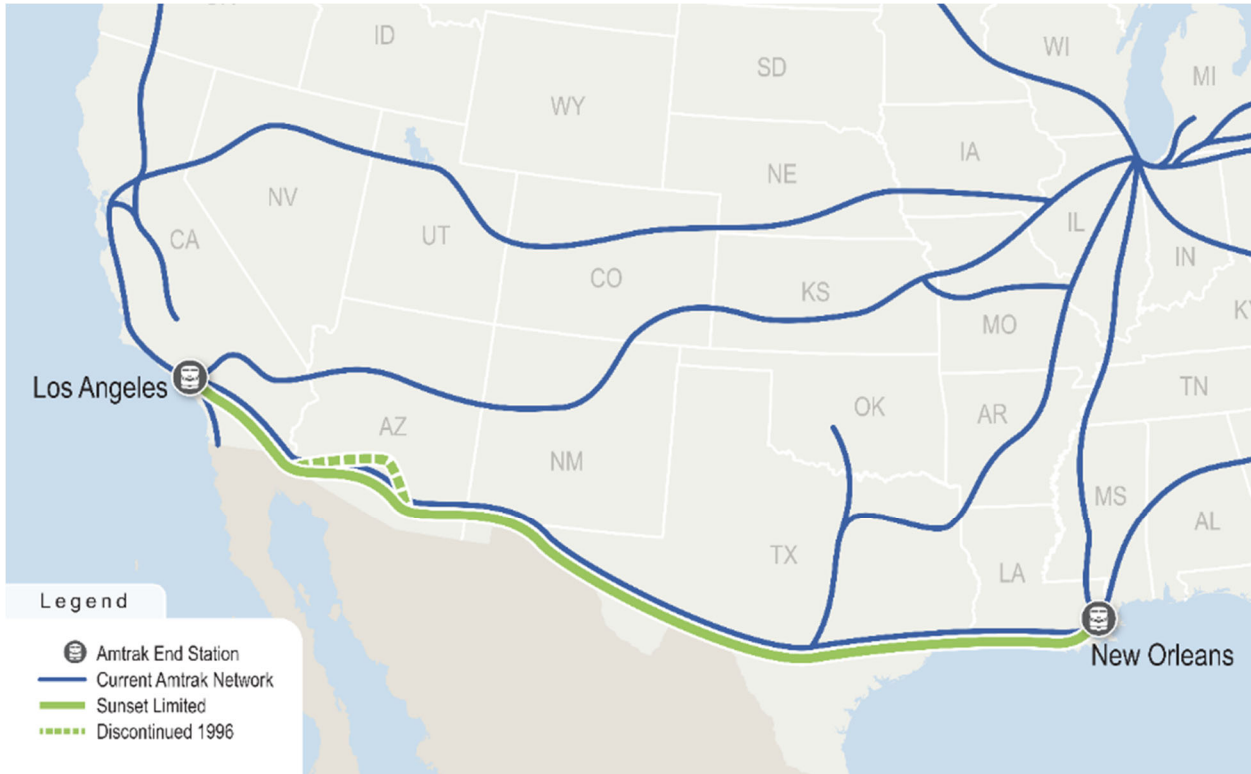 ID
WI
SD
MI
WY
IA
NE
NV
IL
UT
CA
IN
CO
KS
MO
Los Angeles
TN
OK
AR
AZ
NM
MS
AL
TX
LA
Legend
Amtrak End Station
Current Amtrak Network
Sunset Limited
Discontinued 1996
New Orleans